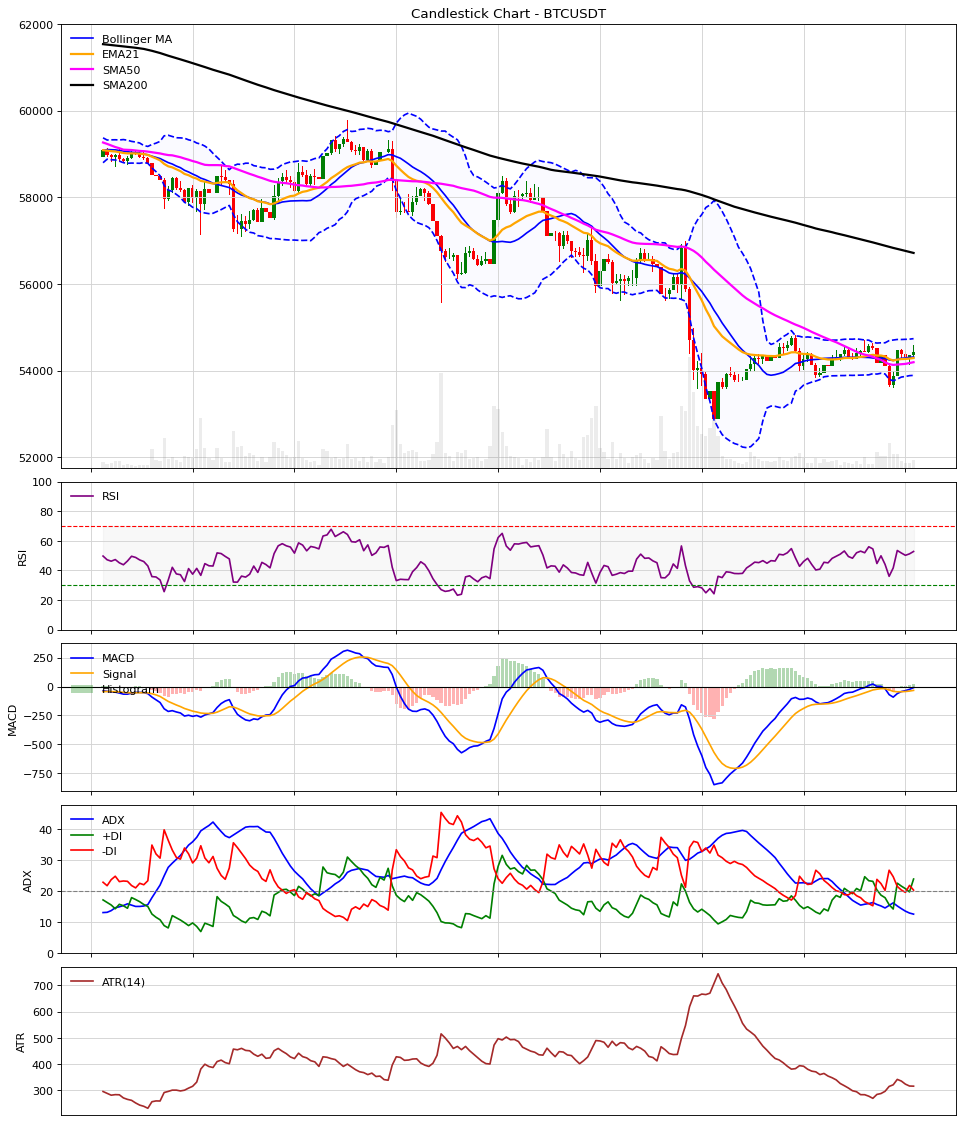 Candlestick Chart - BTCUSDT
62000
60000
58000
56000
54000
52000
Bollinger MA
EMA21
SMA50
SMA200
100
80
60
40
20
0
RSI
RSI
250
0
−250
−500
−750
MACD
MACD
Signal
Histogram
40
30
20
10
0
ADX
ADX
+DI
-DI
700
600
500
400
300
ATR
ATR(14)